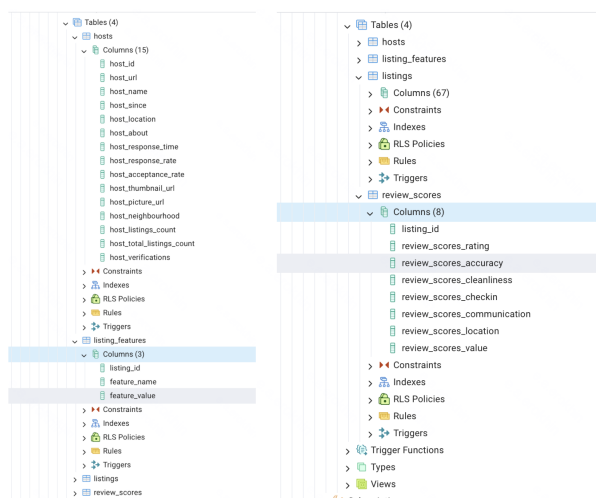 Tables (4)
hosts
Columns (15)
host_id
host_url
host_name
host_since
host_location
host_about
host_response_time
host_response_rate
host_acceptance_rate
host_thumbnail_url
host_picture_url
host_neighbourhood
host_listings_count
host_total_listings_count
host_verifications
Constraints
Indexes
RLS Policies
Rules
Triggers
listing_features
Columns (3)
listing_id
feature_name
feature_value
Constraints
Indexes
RLS Policies
Rules
Triggers
listings
review_scores
Tables (4)
hosts
listing_features
listings
Columns (67)
Constraints
Indexes
RLS Policies
Rules
Triggers
review_scores
Columns (8)
listing_id
review_scores_rating
review_scores_accuracy
review_scores_cleanliness
review_scores_checkin
review_scores_communication
review_scores_location
review_scores_value
Constraints
Indexes
RLS Policies
Rules
Triggers
Trigger Functions
Types
Views